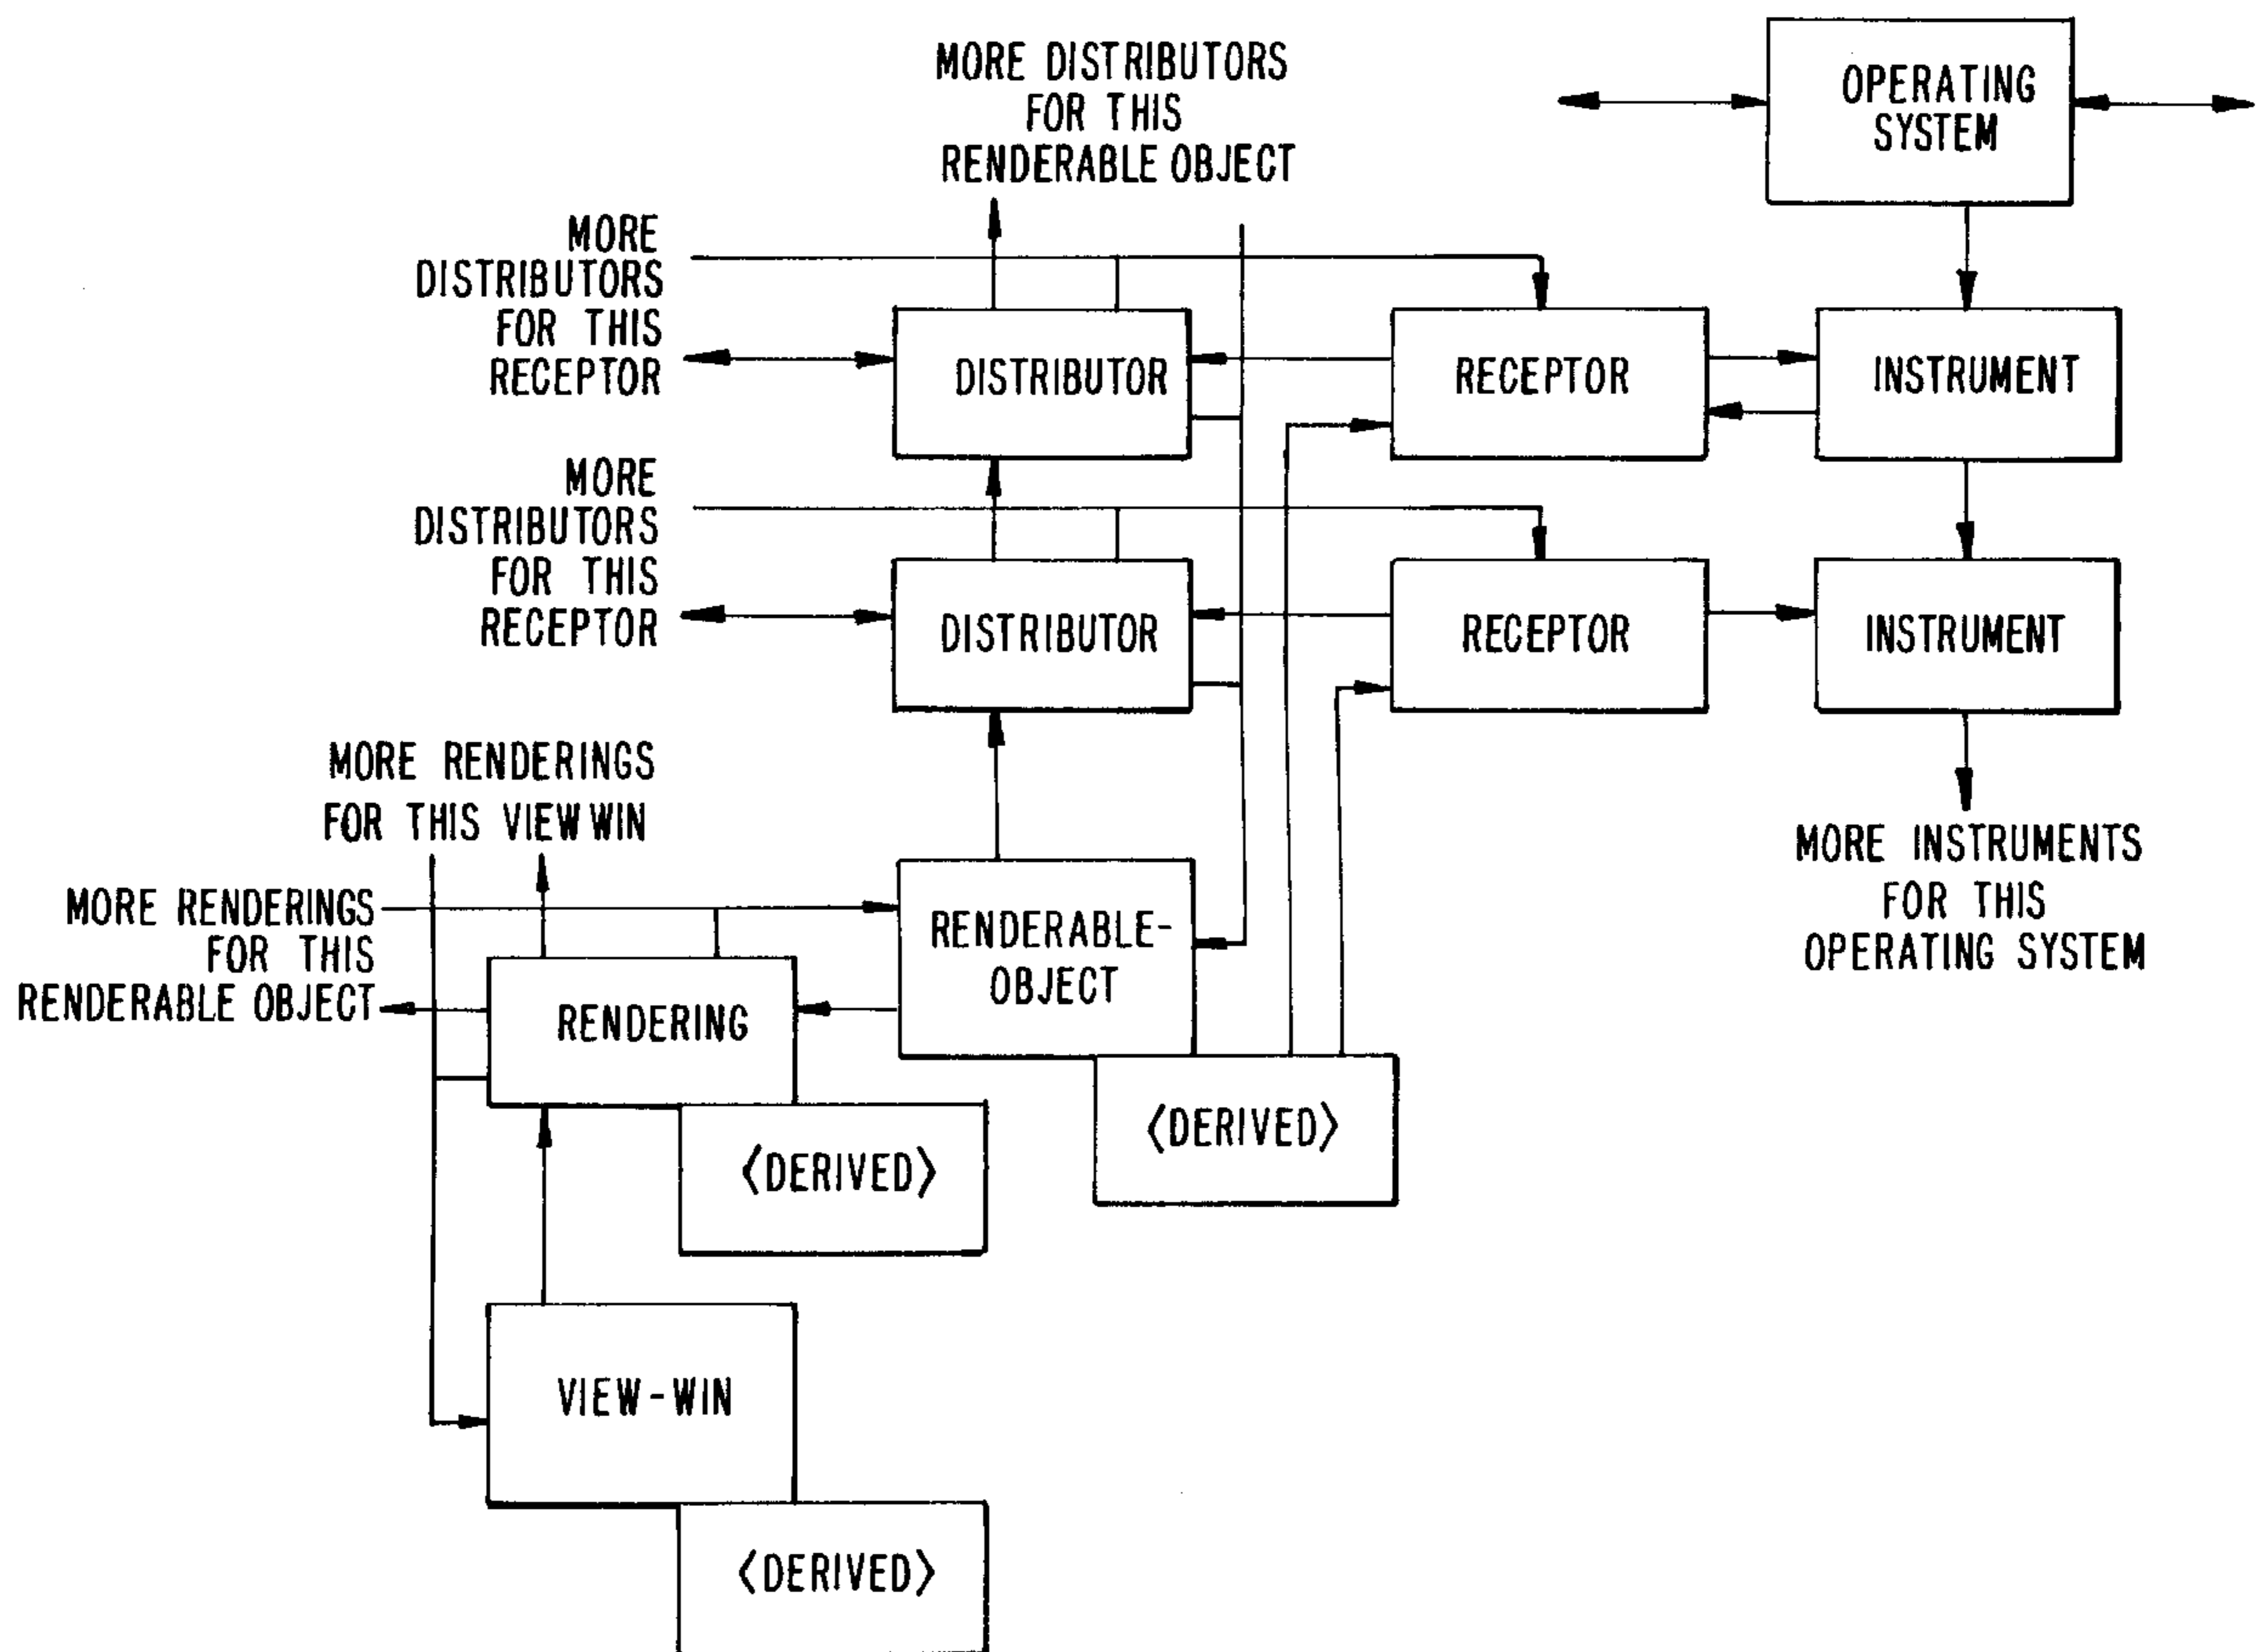 MORE DISTRIBUTORS
FOR THIS
RENDERABLE OBJECT
OPERATING
SYSTEM
MORE
DISTRIBUTORS
FOR THIS
RECEPTOR
DISTRIBUTOR
RECEPTOR
INSTRUMENT
MORE
DISTRIBUTORS
FOR THIS
RECEPTOR
DISTRIBUTOR
RECEPTOR
INSTRUMENT
MORE RENDERINGS
FOR THIS VIEW WIN
MORE INSTRUMENTS
FOR THIS
OPERATING SYSTEM
MORE RENDERINGS
FOR THIS
RENDERABLE OBJECT
RENDERING
RENDERABLE-
OBJECT
〈DERIVED〉
〈DERIVED〉
VIEW-WIN
〈DERIVED〉